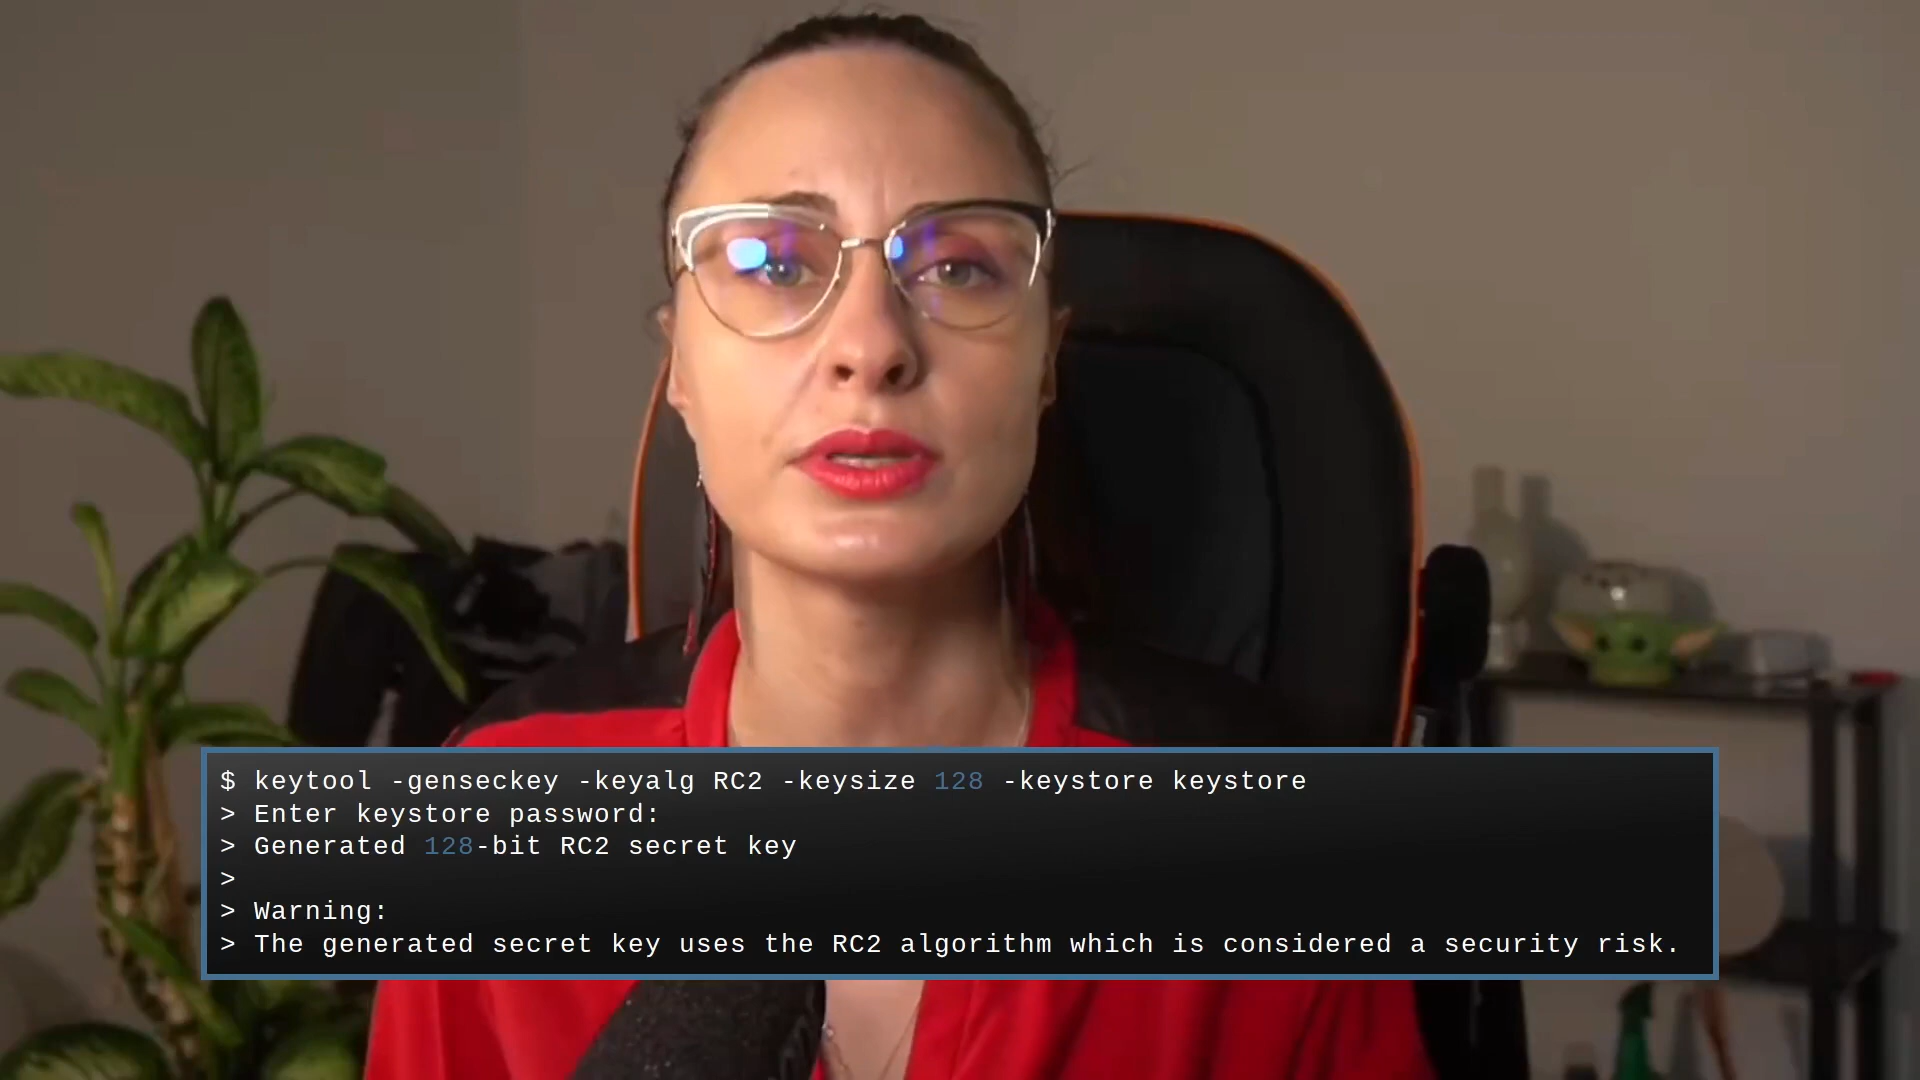 $ keytool -genseckey -keyalg RC2 -keysize 128 -keystore keystore
> Enter keystore password:
> Generated 128-bit RC2 secret key
>
> Warning:
> The generated secret key uses the RC2 algorithm which is considered a security risk.